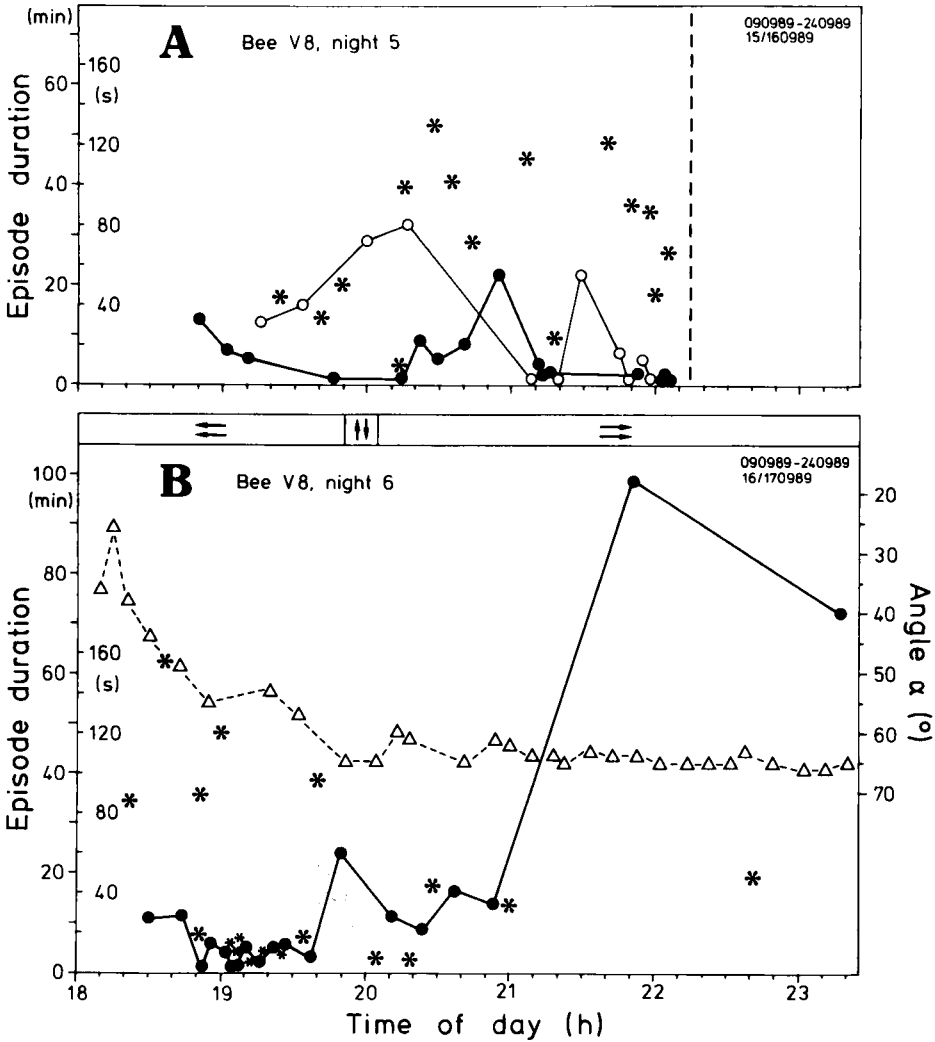 (min)
A
Bee V8, night 5
090989-240989
15/160989
160
(s)
60
120
40
80
20
40
0
Episode duration
B
Bee V8, night 6
090989-240989
16/170989
100
(min)
20
30
80
40
160
60
(s)
50
120
60
40
70
80
20
40
0
Episode duration
Angle α (°)
18
19
20
21
22
23
Time of day (h)